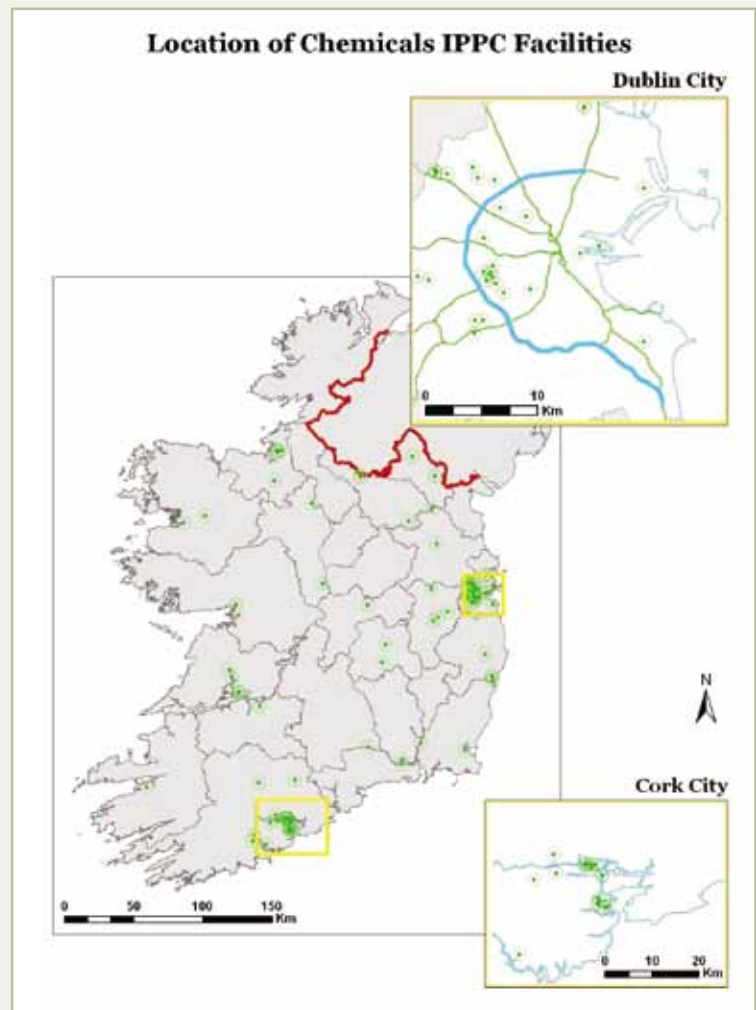 Location of Chemicals IPPC Facilities
Dublin City
0 10
Km
N
Cork City
0 50 100 150
Km
0 10 20
Km